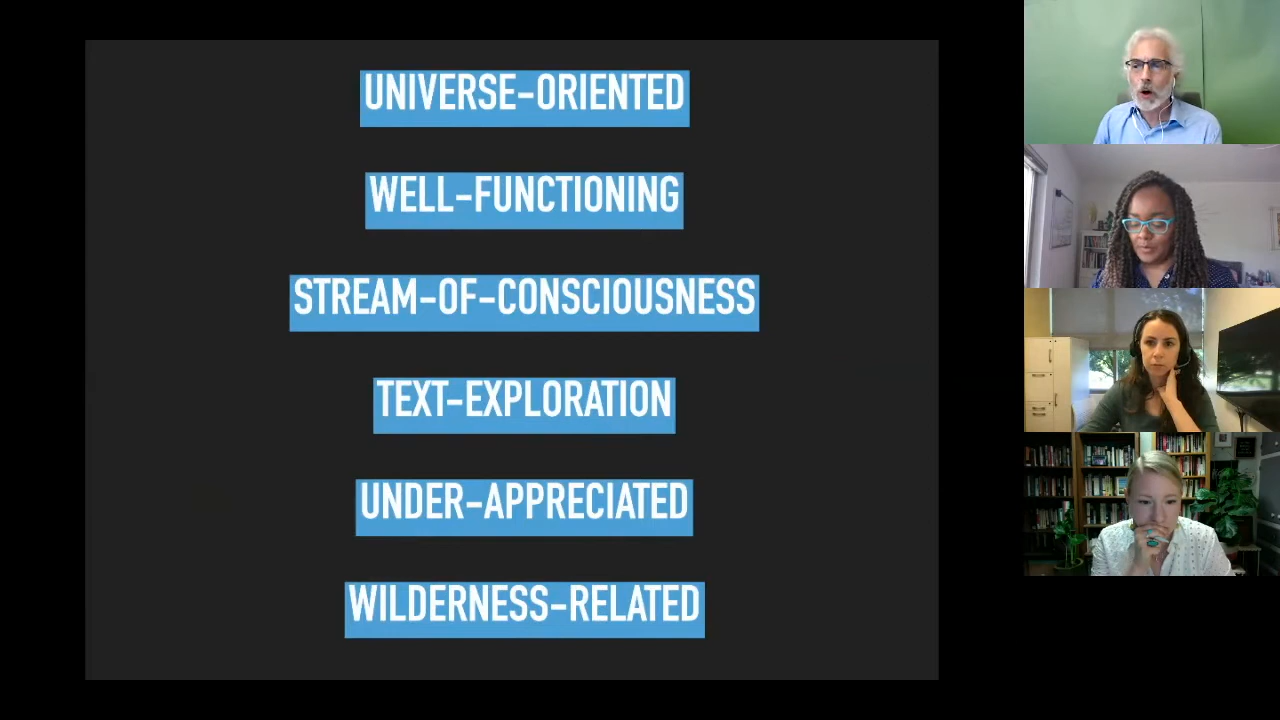 UNIVERSE-ORIENTED
WELL-FUNCTIONING
STREAM-OF-CONSCIOUSNESS
TEXT-EXPLORATION
UNDER-APPRECIATED
WILDERNESS-RELATED